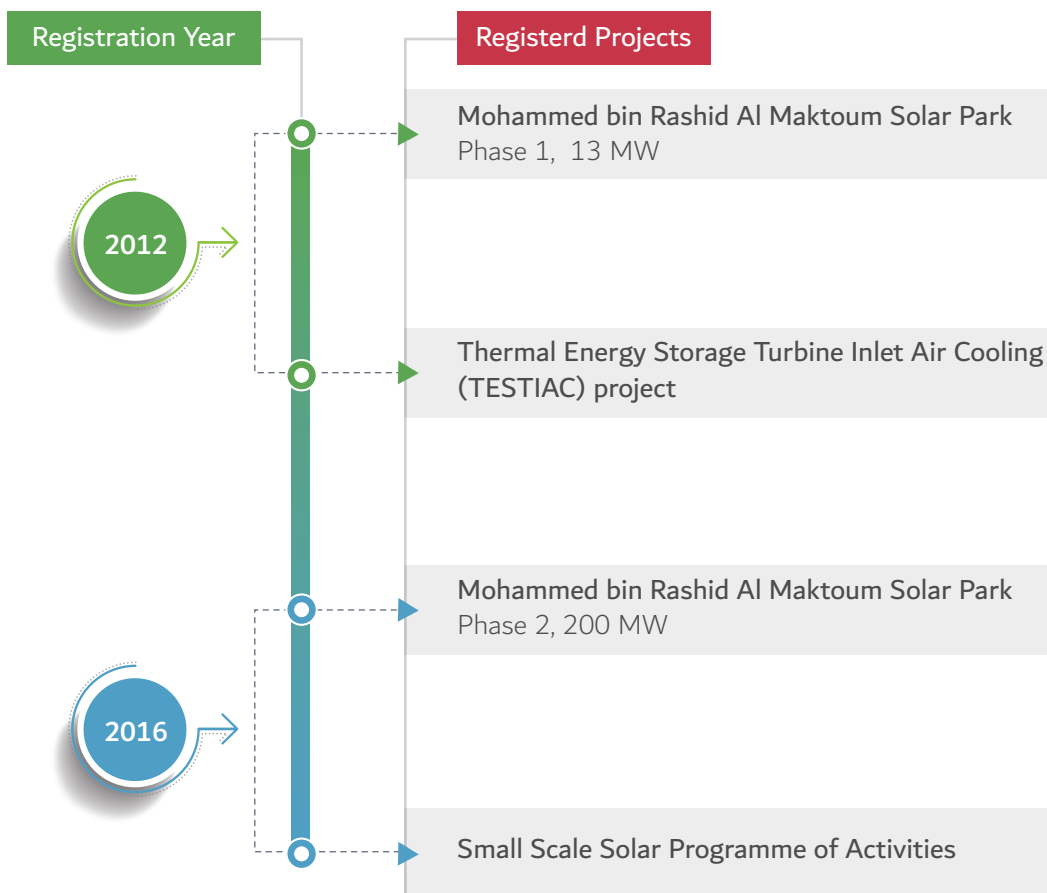 Registration Year
Registerd Projects
2012
Mohammed bin Rashid Al Maktoum Solar Park
Phase 1, 13 MW
Thermal Energy Storage Turbine Inlet Air Cooling
(TESTIAC) project
2016
Mohammed bin Rashid Al Maktoum Solar Park
Phase 2, 200 MW
Small Scale Solar Programme of Activities